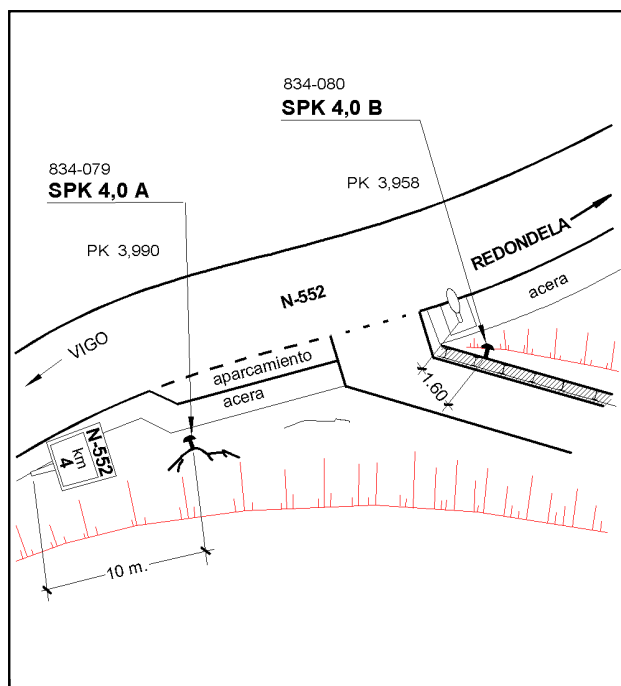 834-080
SPK 4,0 B
834-079
SPK 4,0 A
PK 3,958
PK 3,990
REDONDELA
N-552
acera
VIGO
aparcamiento
acera
1.60
N-552
km
4
10 m.